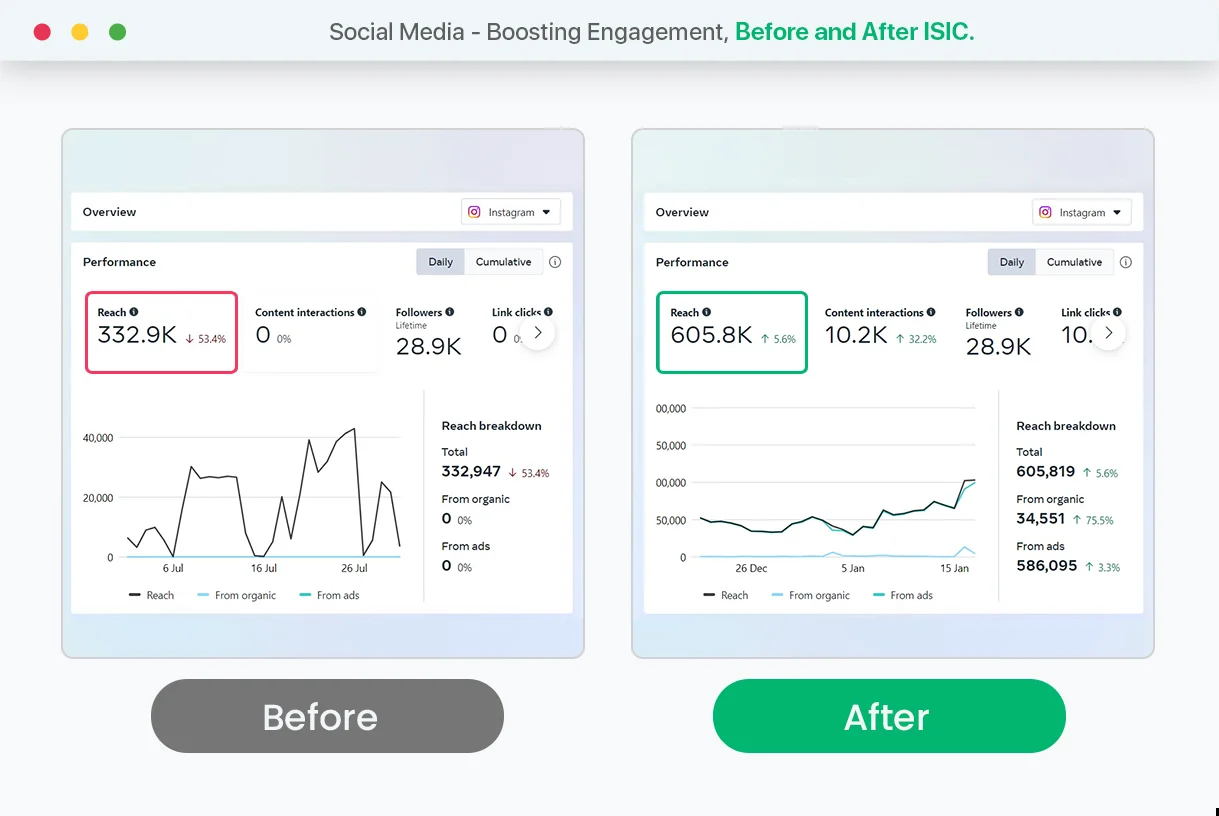 Social Media - Boosting Engagement, Before and After ISIC.
Overview
Instagram
Performance
Daily
Cumulative
Reach
332.9K ↓ 53.4%
Content interactions
0 0%
Followers
Lifetime
28.9K
Link clicks
0
40,000
20,000
0
6 Jul
16 Jul
26 Jul
Reach
From organic
From ads
Reach breakdown
Total
332,947 ↓ 53.4%
From organic
0 0%
From ads
0 0%
Before
Overview
Instagram
Performance
Daily
Cumulative
Reach
605.8K ↑ 5.6%
Content interactions
10.2K ↑ 32.2%
Followers
Lifetime
28.9K
Link clicks
10.
00,000
50,000
00,000
50,000
0
26 Dec
5 Jan
15 Jan
Reach
From organic
From ads
Reach breakdown
Total
605,819 ↑ 5.6%
From organic
34,551 ↑ 75.5%
From ads
586,095 ↑ 3.3%
After